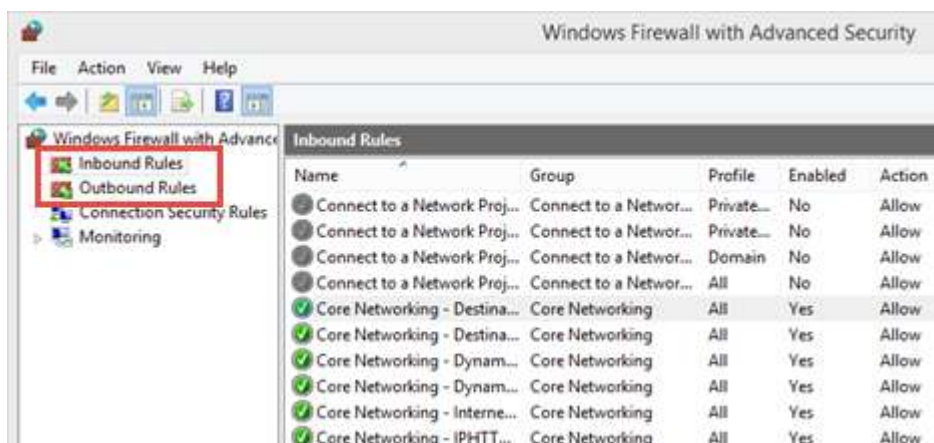 Windows Firewall with Advanced Security
File Action View Help
Windows Firewall with Advance
Inbound Rules
Outbound Rules
Connection Security Rules
Monitoring
Inbound Rules
Name Group Profile Enabled Action
Connect to a Network Proj... Connect to a Networ... Private... No Allow
Connect to a Network Proj... Connect to a Networ... Private... No Allow
Connect to a Network Proj... Connect to a Networ... Domain No Allow
Connect to a Network Proj... Connect to a Networ... All No Allow
Core Networking - Destina... Core Networking All Yes Allow
Core Networking - Destina... Core Networking All Yes Allow
Core Networking - Dynam... Core Networking All Yes Allow
Core Networking - Dynam... Core Networking All Yes Allow
Core Networking - Interne... Core Networking All Yes Allow
Core Networking - IPHTT... Core Networking All Yes Allow